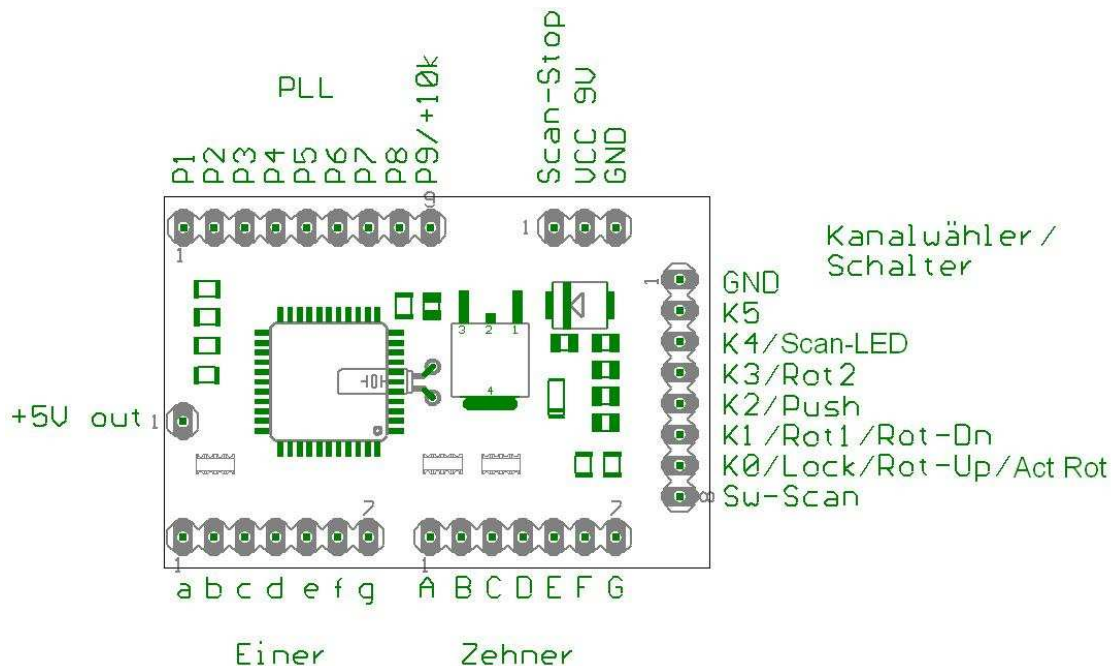 PLL
P1
P2
P3
P4
P5
P6
P7
P8
P9/+10k
Scan-Stop
VCC 9V
GND
9
1
1
Kanalwähler/
Schalter
1
GND
K5
K4/Scan-LED
K3/Rot2
K2/Push
K1/Rot1/Rot-Dn
K0/Lock/Rot-Up/Act Rot
8
Sw-Scan
3 2 1
4
+5V out
1
7
7
1
1
a b c d e f g
A B C D E F G
Einer
Zehner